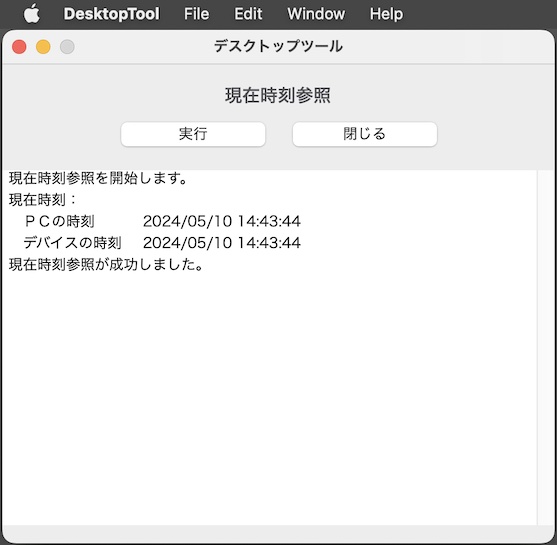 DesktopTool File Edit Window Help
デスクトップツール
現在時刻参照
実行 閉じる
現在時刻参照を開始します。
現在時刻：
　ＰＣの時刻　　　2024/05/10 14:43:44
　デバイスの時刻　2024/05/10 14:43:44
現在時刻参照が成功しました。